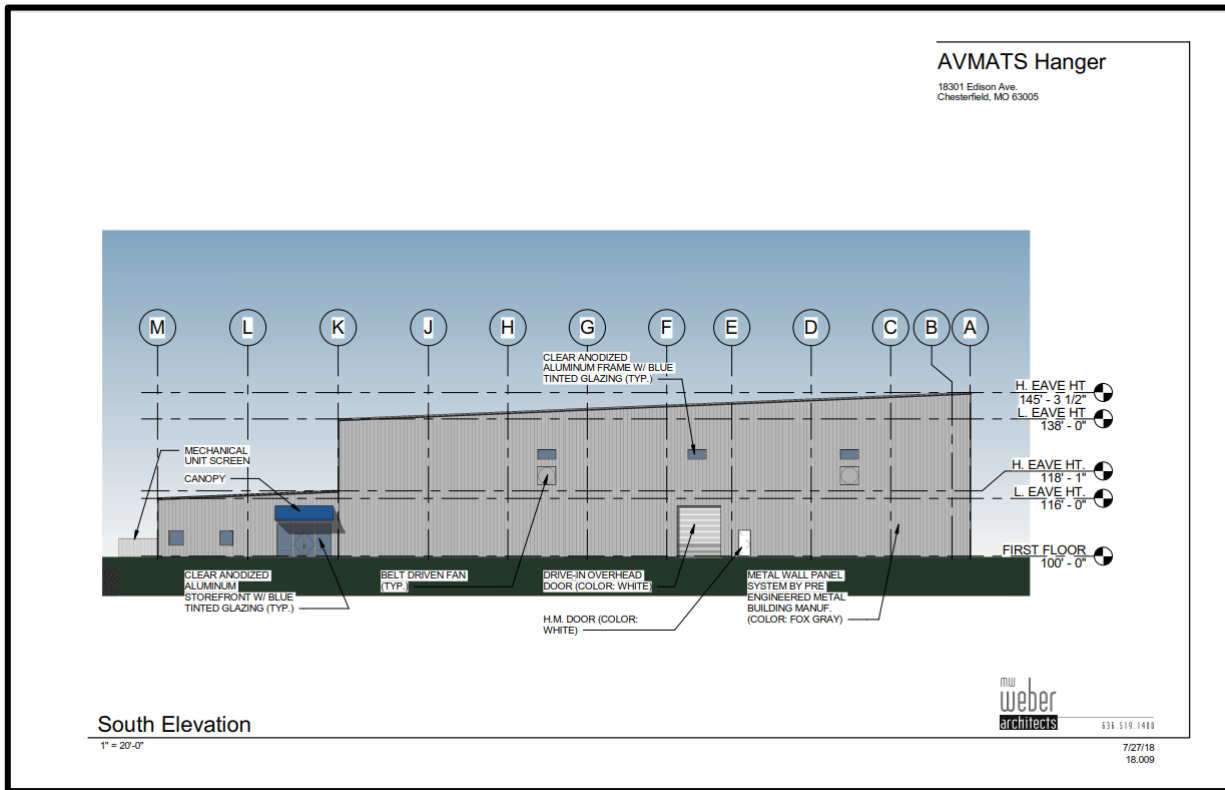 AVMATS Hanger
18301 Edison Ave.
Chesterfield, MO 63005
M L K J H G F E D C B A
CLEAR ANODIZED
ALUMINUM FRAME W/ BLUE
TINTED GLAZING (TYP.)
H. EAVE HT
145' - 3 1/2"
L. EAVE HT
138' - 0"
MECHANICAL
UNIT SCREEN
CANOPY
H. EAVE HT.
118' - 1"
L. EAVE HT.
116' - 0"
FIRST FLOOR
100' - 0"
CLEAR ANODIZED
ALUMINUM
STOREFRONT W/ BLUE
TINTED GLAZING (TYP.)
BELT DRIVEN FAN
(TYP.)
DRIVE-IN OVERHEAD
DOOR (COLOR: WHITE)
H.M. DOOR (COLOR:
WHITE)
METAL WALL PANEL
SYSTEM BY PRE
ENGINEERED METAL
BUILDING MANUF.
(COLOR: FOX GRAY)
mw
weber
architects
636.519.1400
South Elevation
1" = 20'-0"
7/27/18
18.009